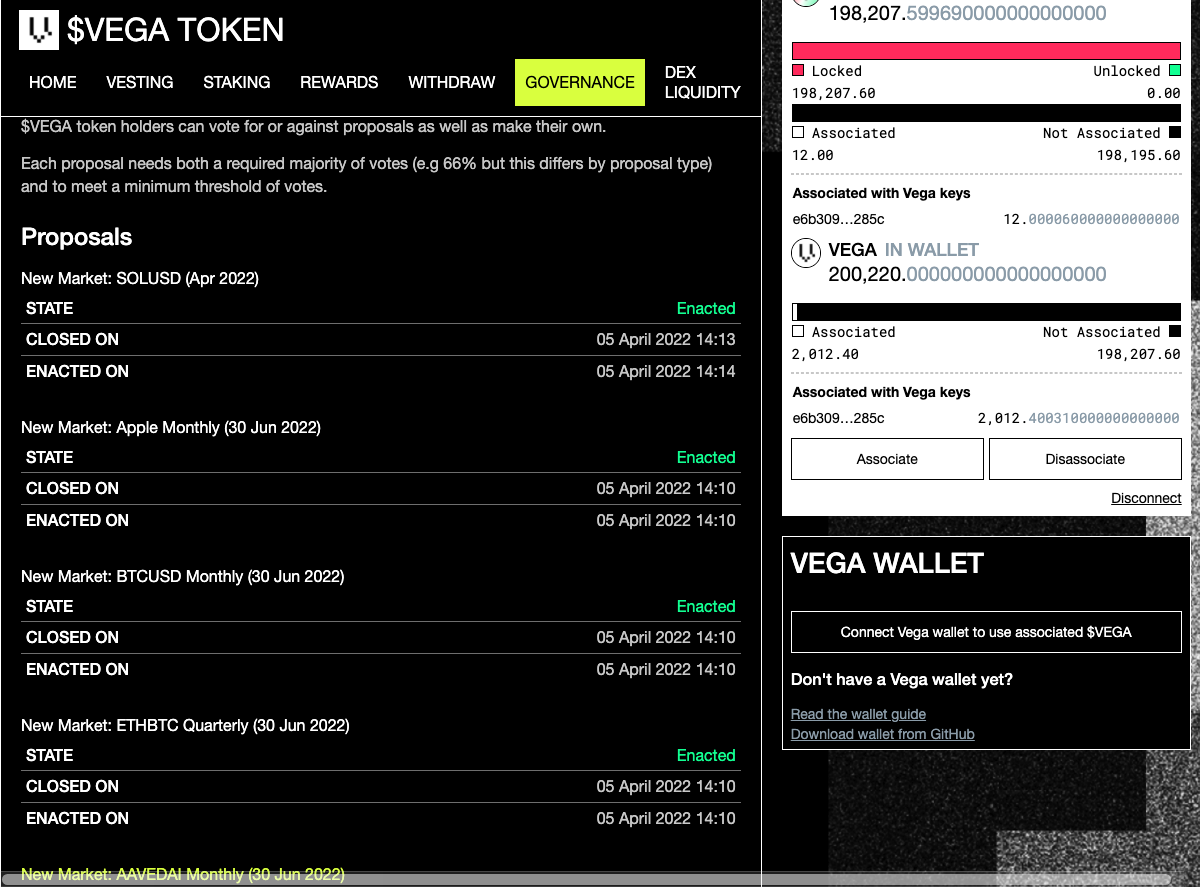 $VEGA TOKEN
HOME VESTING STAKING REWARDS WITHDRAW GOVERNANCE DEX LIQUIDITY
$VEGA token holders can vote for or against proposals as well as make their own.
Each proposal needs both a required majority of votes (e.g 66% but this differs by proposal type)
and to meet a minimum threshold of votes.
Proposals
New Market: SOLUSD (Apr 2022)
STATE Enacted
CLOSED ON 05 April 2022 14:13
ENACTED ON 05 April 2022 14:14
New Market: Apple Monthly (30 Jun 2022)
STATE Enacted
CLOSED ON 05 April 2022 14:10
ENACTED ON 05 April 2022 14:10
New Market: BTCUSD Monthly (30 Jun 2022)
STATE Enacted
CLOSED ON 05 April 2022 14:10
ENACTED ON 05 April 2022 14:10
New Market: ETHBTC Quarterly (30 Jun 2022)
STATE Enacted
CLOSED ON 05 April 2022 14:10
ENACTED ON 05 April 2022 14:10
New Market: AAVEDAI Monthly (30 Jun 2022)
198,207.599690000000000000
Locked Unlocked
198,207.60 0.00
Associated Not Associated
12.00 198,195.60
Associated with Vega keys
e6b309…285c 12.000060000000000000
VEGA IN WALLET
200,220.000000000000000000
Associated Not Associated
2,012.40 198,207.60
Associated with Vega keys
e6b309…285c 2,012.400310000000000000
Associate Disassociate
Disconnect
VEGA WALLET
Connect Vega wallet to use associated $VEGA
Don't have a Vega wallet yet?
Read the wallet guide
Download wallet from GitHub